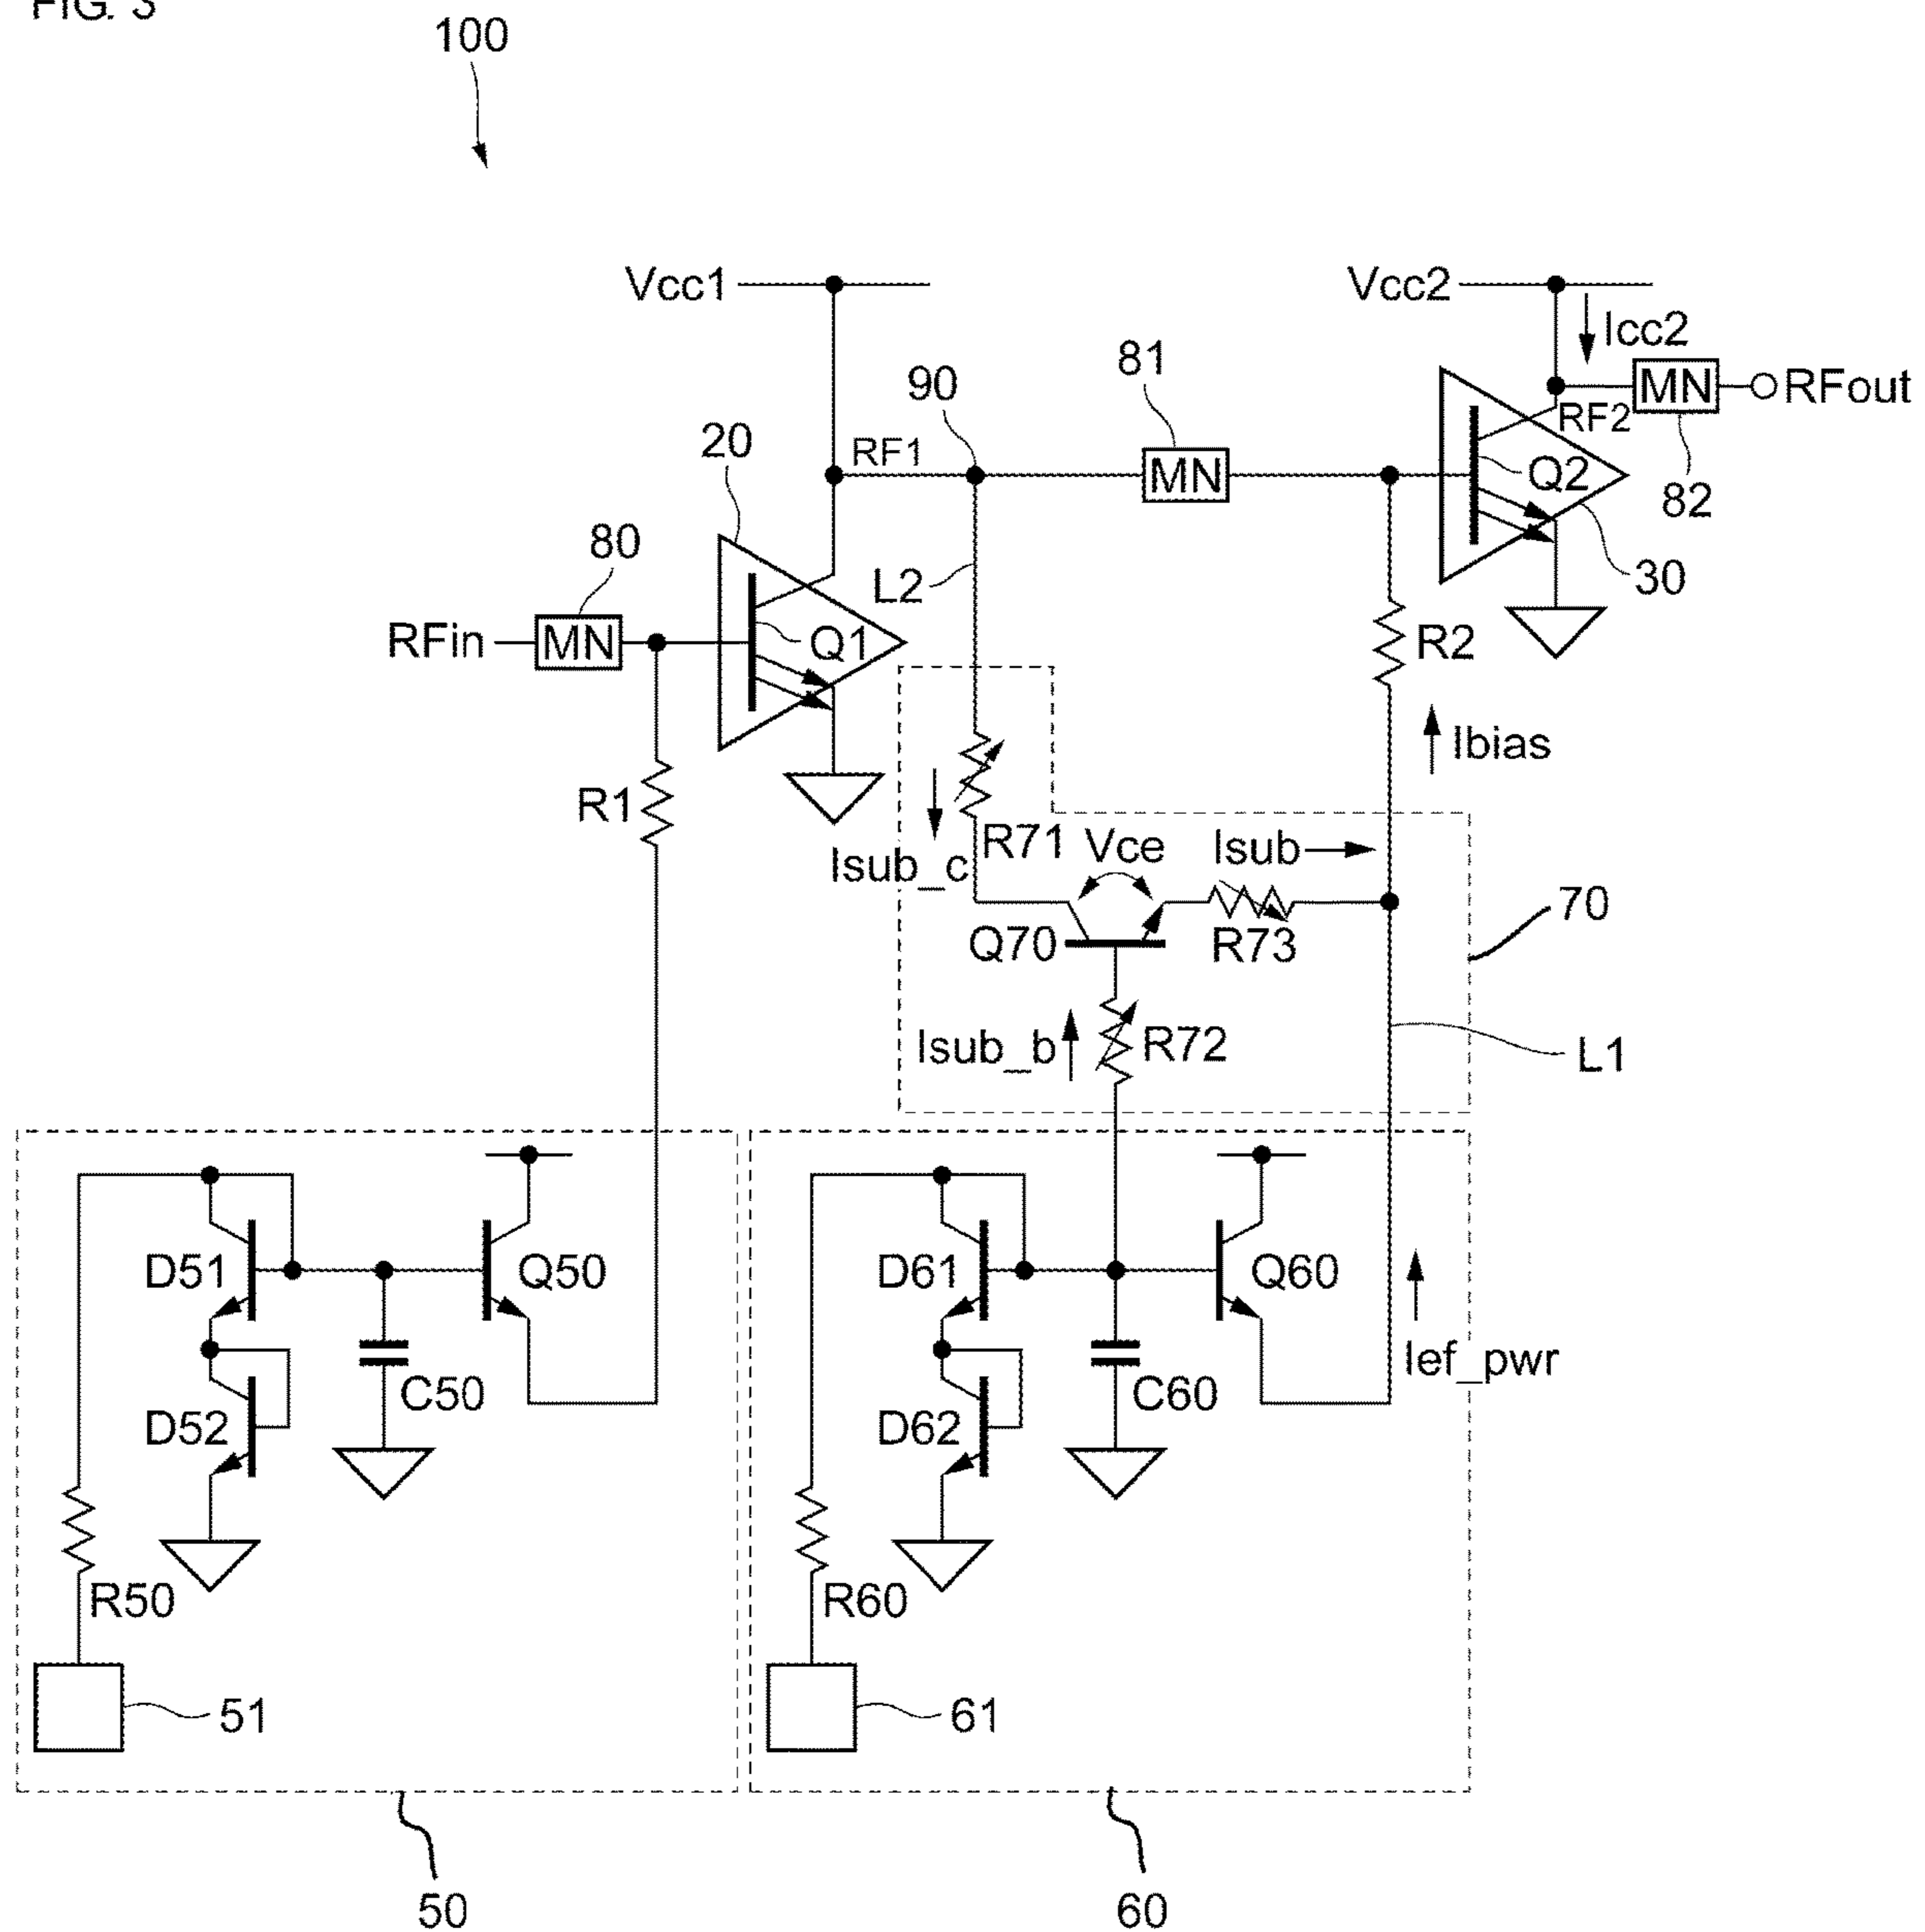 FIG. 3
100
Vcc1
Vcc2
Icc2
81
90
MN
RFout
20
RF1
RF2
MN
Q2
82
80
L2
30
RFin
MN
Q1
R2
R1
Ibias
R71
Vce
Isub
Isub_c
70
Q70
R73
Isub_b
R72
L1
D51
Q50
D61
Q60
C50
C60
Ief_pwr
D52
D62
R50
R60
51
61
50
60